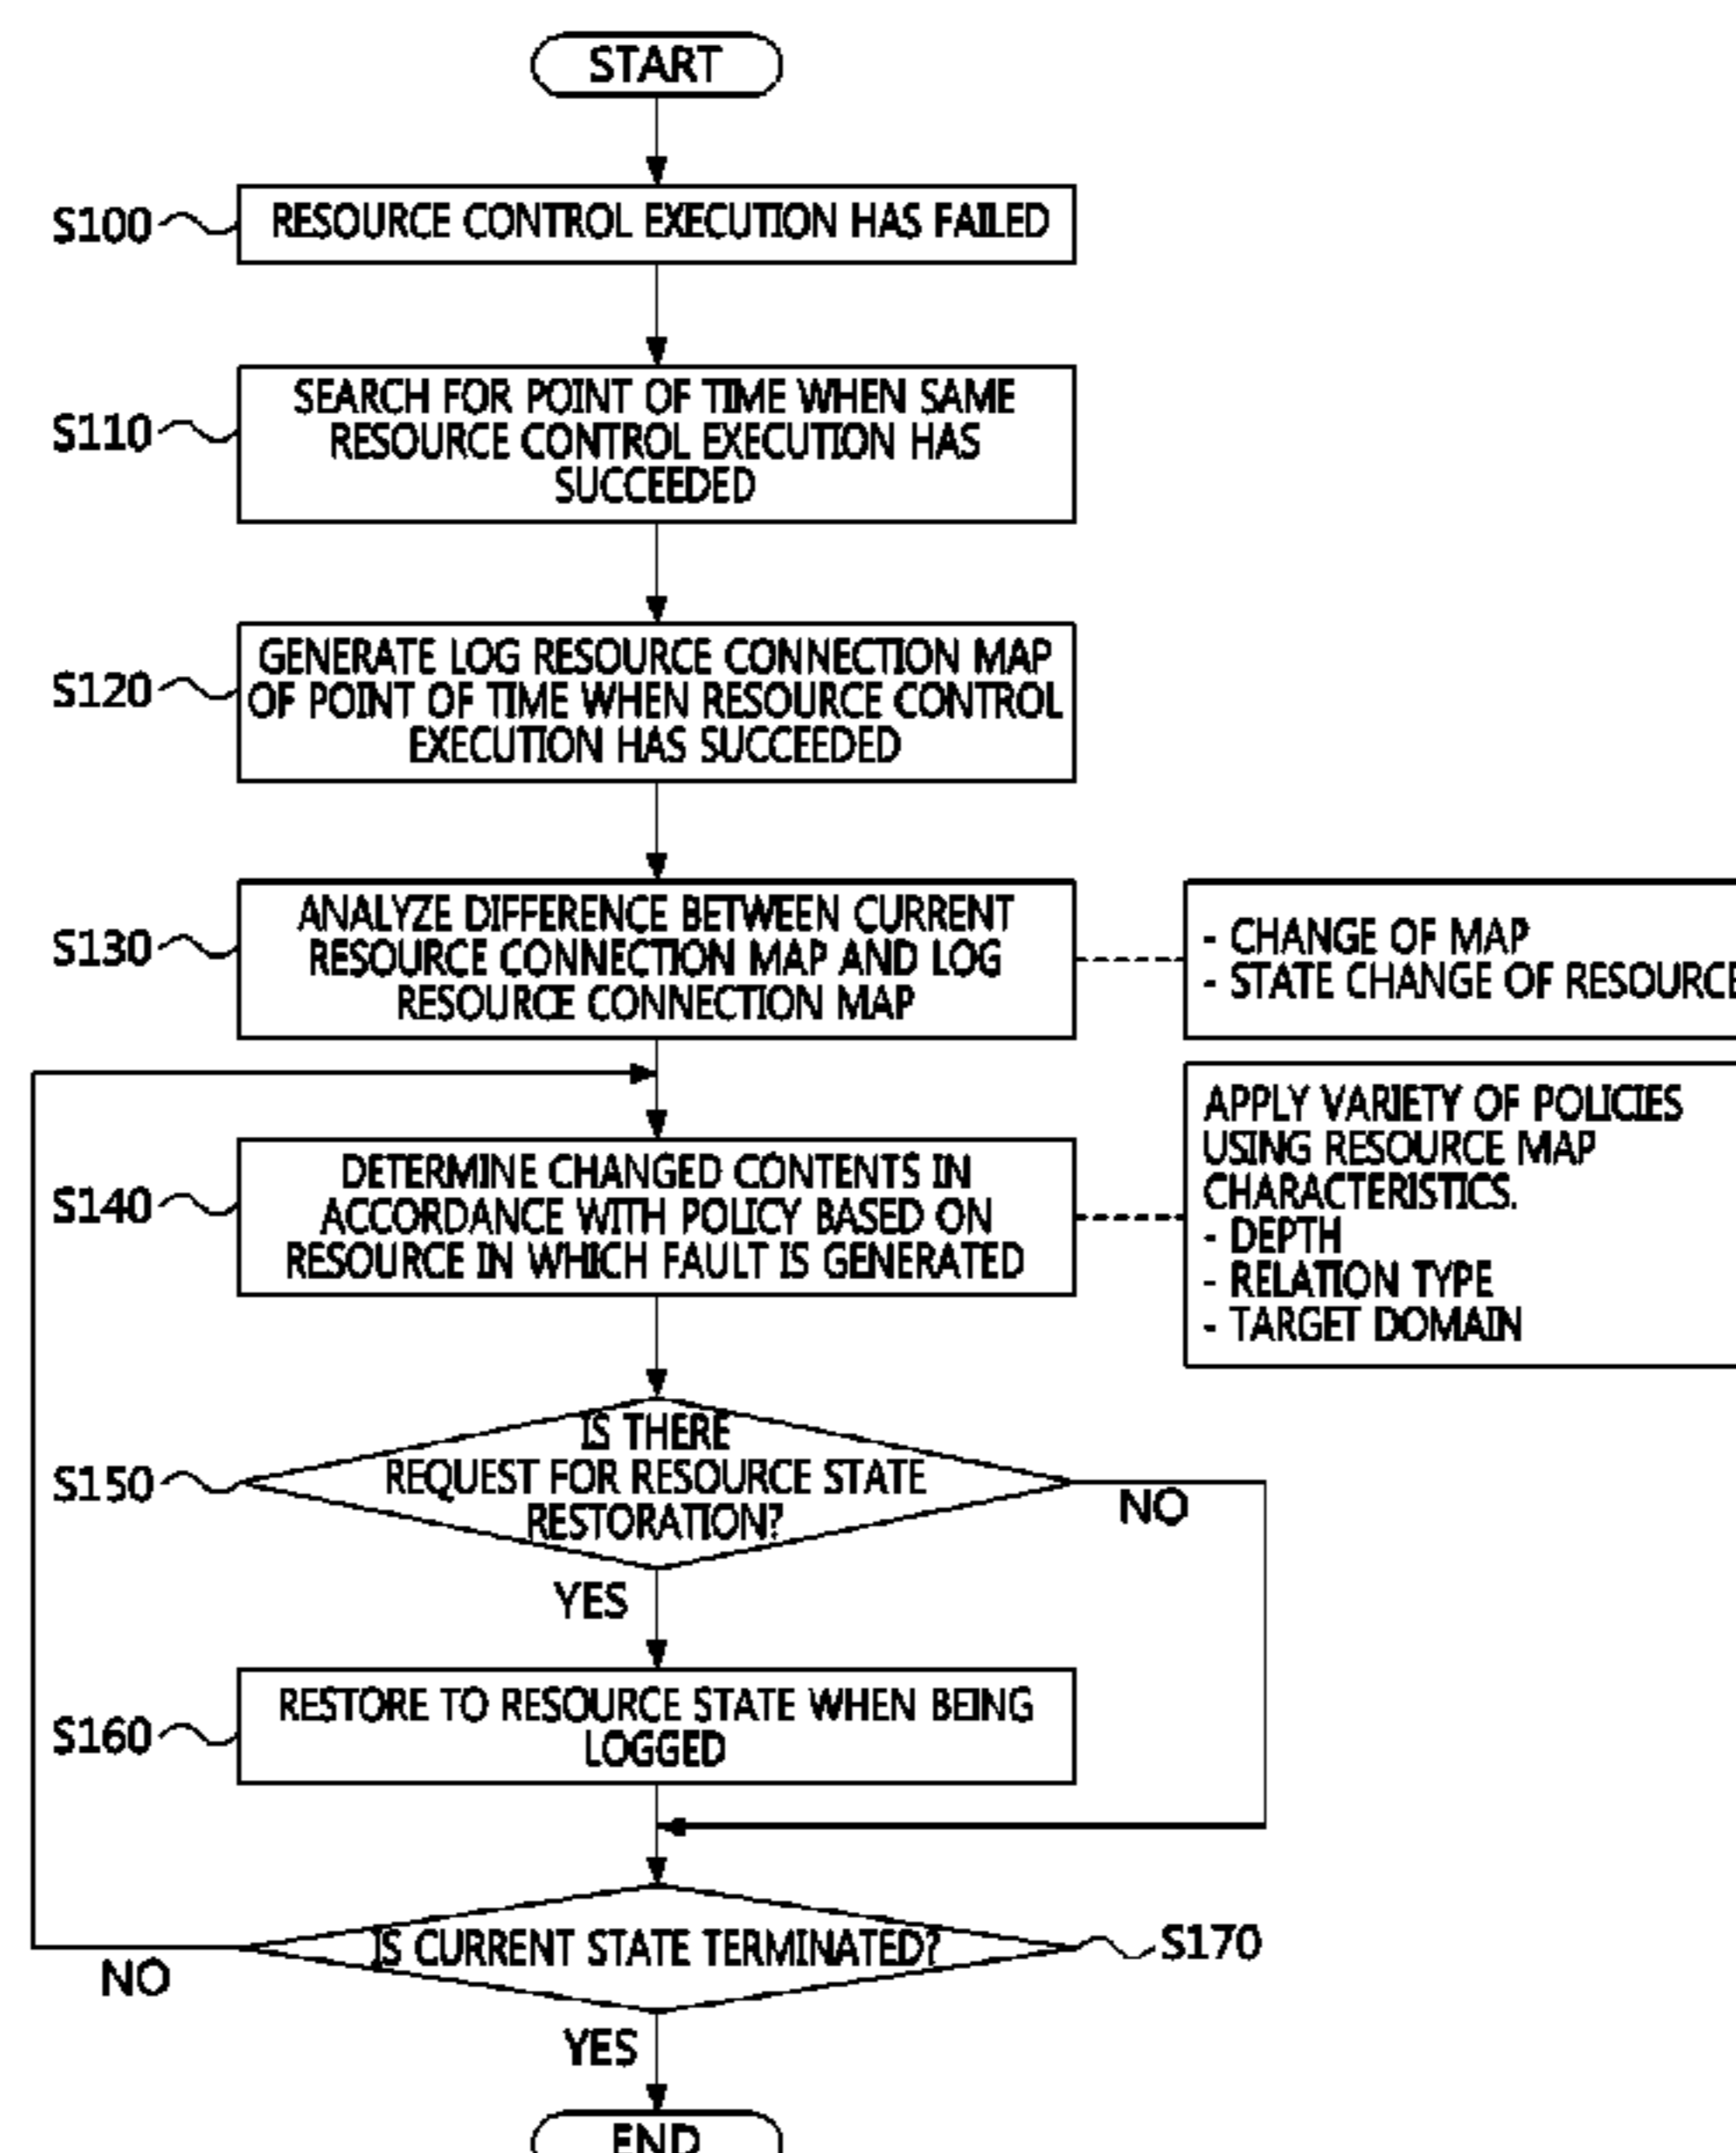 START
S100
RESOURCE CONTROL EXECUTION HAS FAILED
S110
SEARCH FOR POINT OF TIME WHEN SAME
RESOURCE CONTROL EXECUTION HAS
SUCCEEDED
S120
GENERATE LOG RESOURCE CONNECTION MAP
OF POINT OF TIME WHEN RESOURCE CONTROL
EXECUTION HAS SUCCEEDED
S130
ANALYZE DIFFERENCE BETWEEN CURRENT
RESOURCE CONNECTION MAP AND LOG
RESOURCE CONNECTION MAP
- CHANGE OF MAP
- STATE CHANGE OF RESOURCE
S140
DETERMINE CHANGED CONTENTS IN
ACCORDANCE WITH POLICY BASED ON
RESOURCE IN WHICH FAULT IS GENERATED
APPLY VARIETY OF POLICIES
USING RESOURCE MAP
CHARACTERISTICS.
- DEPTH
- RELATION TYPE
- TARGET DOMAIN
S150
IS THERE
REQUEST FOR RESOURCE STATE
RESTORATION?
NO
YES
S160
RESTORE TO RESOURCE STATE WHEN BEING
LOGGED
IS CURRENT STATE TERMINATED?
S170
NO
YES
END